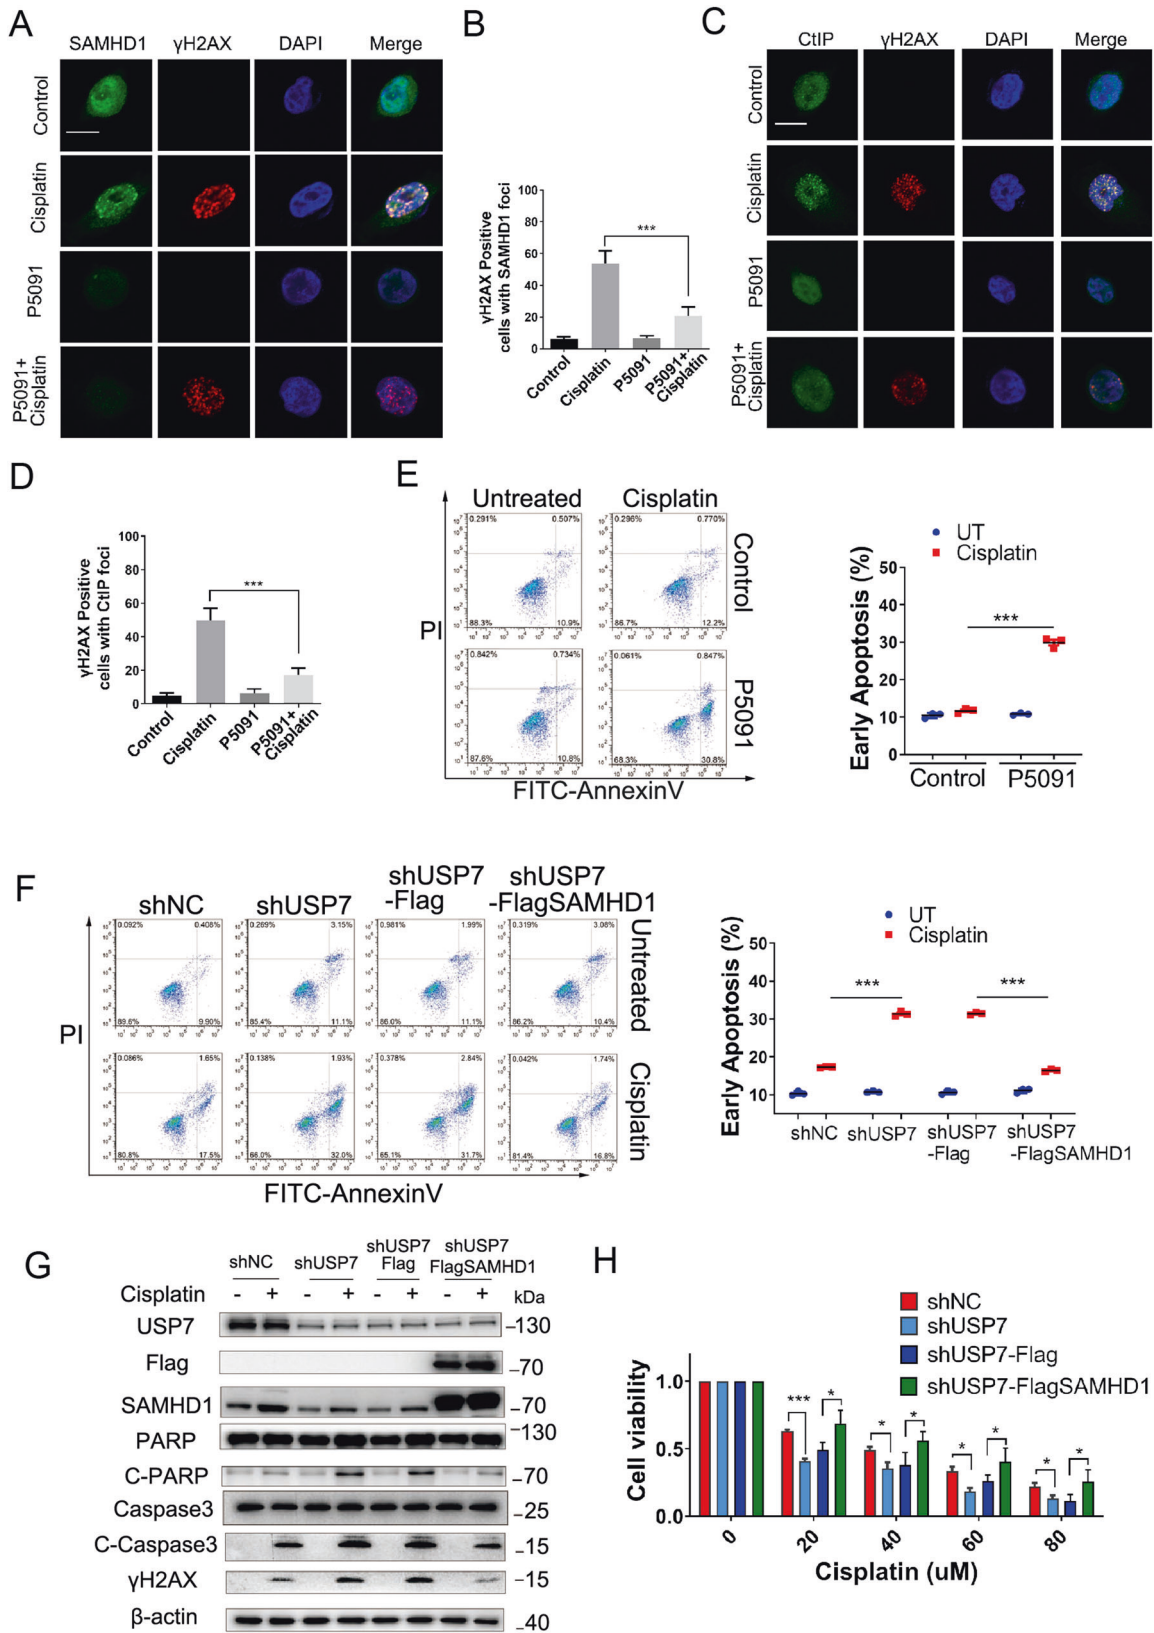 A
SAMHD1 γH2AX DAPI Merge
Control
Cisplatin
P5091
P5091+
Cisplatin
B
γH2AX Positive
cells with SAMHD1 foci
100
80
60
40
20
0
***
Control
Cisplatin
P5091
P5091+
Cisplatin
C
CtIP γH2AX DAPI Merge
Control
Cisplatin
P5091
P5091+
Cisplatin
D
γH2AX Positive
cells with CtIP foci
100
80
60
40
20
0
***
Control
Cisplatin
P5091
P5091+
Cisplatin
E
Untreated Cisplatin
0.291% 0.507% 0.296% 0.770%
88.3% 10.9% 86.7% 12.2%
Control
PI
0.842% 0.734% 0.061% 0.847%
87.6% 10.8% 68.3% 30.8%
P5091
FITC-AnnexinV
UT
Cisplatin
Early Apoptosis (%)
50
40
30
20
10
0
***
Control P5091
F
shNC shUSP7 shUSP7
-Flag shUSP7
-FlagSAMHD1
0.092% 0.408% 0.269% 3.15% 0.981% 1.99% 0.319% 3.08%
89.6% 9.90% 85.4% 11.1% 86.0% 11.1% 86.2% 10.4%
Untreated
PI
0.086% 1.65% 0.138% 1.93% 0.378% 2.84% 0.042% 1.74%
80.8% 17.5% 66.0% 32.0% 65.1% 31.7% 81.4% 16.8%
Cisplatin
FITC-AnnexinV
UT
Cisplatin
Early Apoptosis (%)
50
40
30
20
10
*** ***
shNC shUSP7 shUSP7
-Flag shUSP7
-FlagSAMHD1
G
shNC shUSP7 shUSP7
Flag shUSP7
FlagSAMHD1
Cisplatin - + - + - + - + kDa
USP7 –130
Flag –70
SAMHD1 –70
PARP –130
C-PARP –70
Caspase3 –25
C-Caspase3 –15
γH2AX –15
β-actin –40
H
shNC
shUSP7
shUSP7-Flag
shUSP7-FlagSAMHD1
Cell viability
1.0
0.5
0.0
*** * * * * * * *
0 20 40 60 80
Cisplatin (uM)